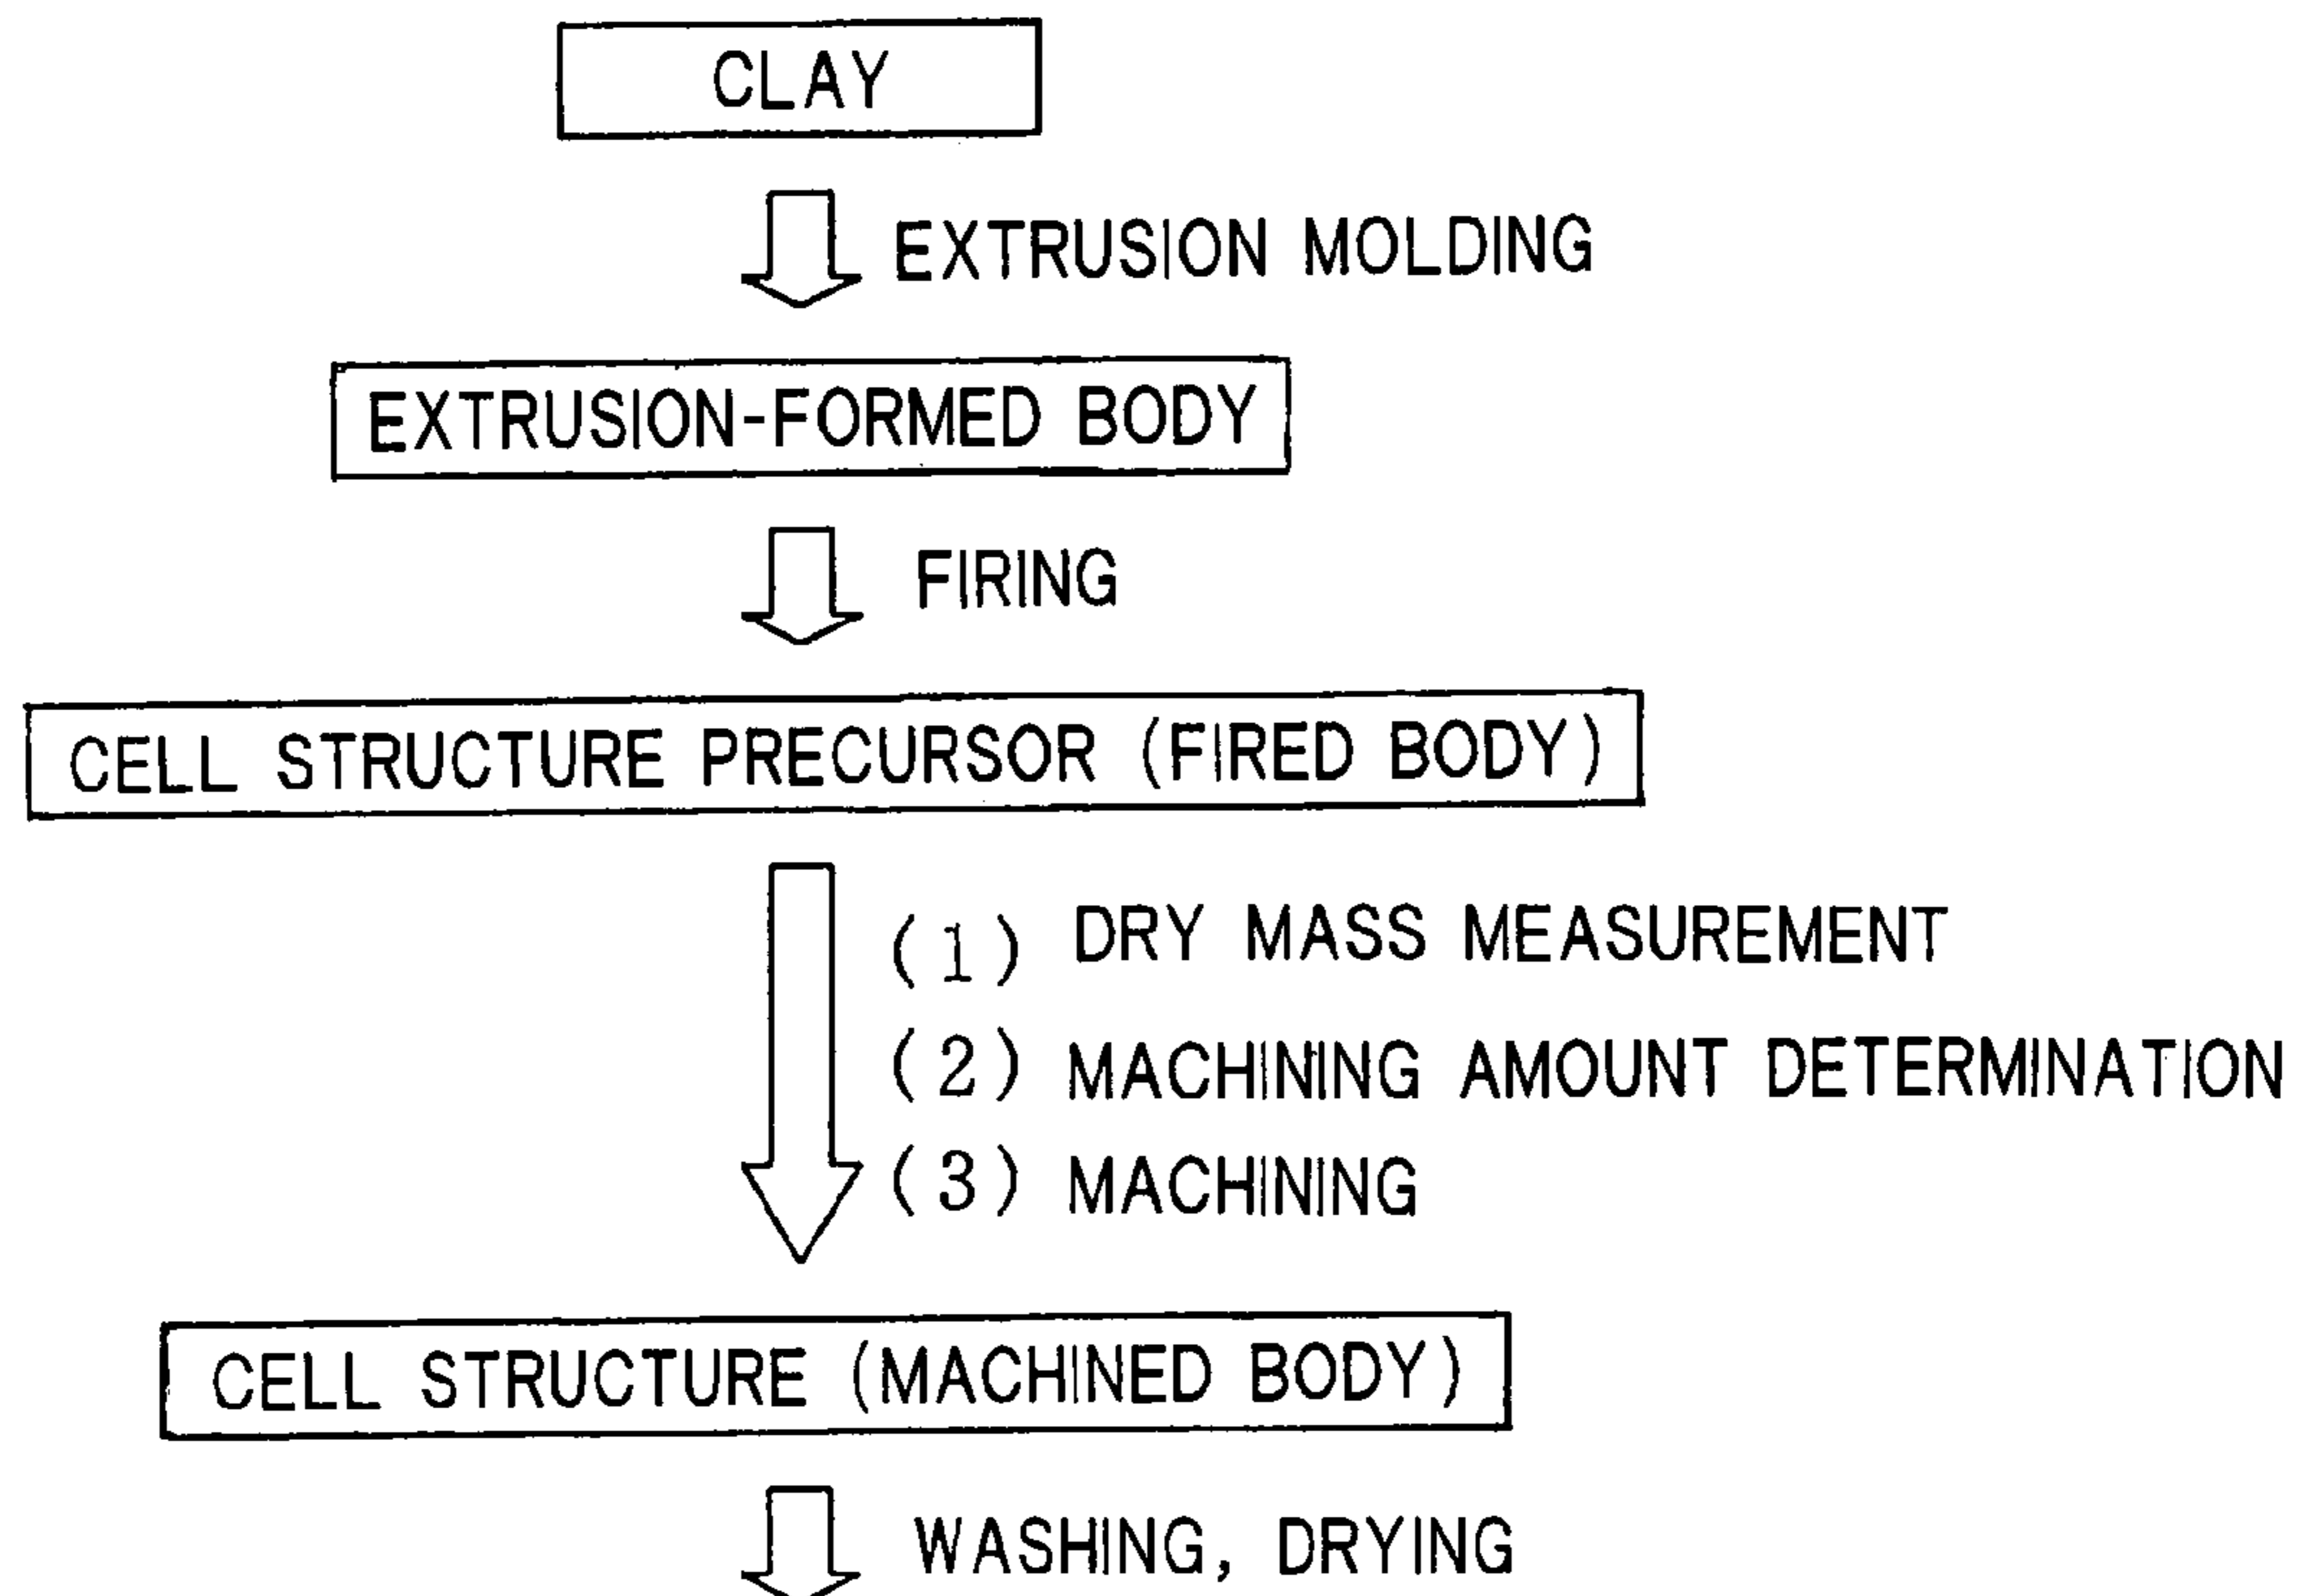 CLAY
EXTRUSION MOLDING
EXTRUSION-FORMED BODY
FIRING
CELL STRUCTURE PRECURSOR (FIRED BODY)
(1) DRY MASS MEASUREMENT
(2) MACHINING AMOUNT DETERMINATION
(3) MACHINING
CELL STRUCTURE (MACHINED BODY)
WASHING, DRYING